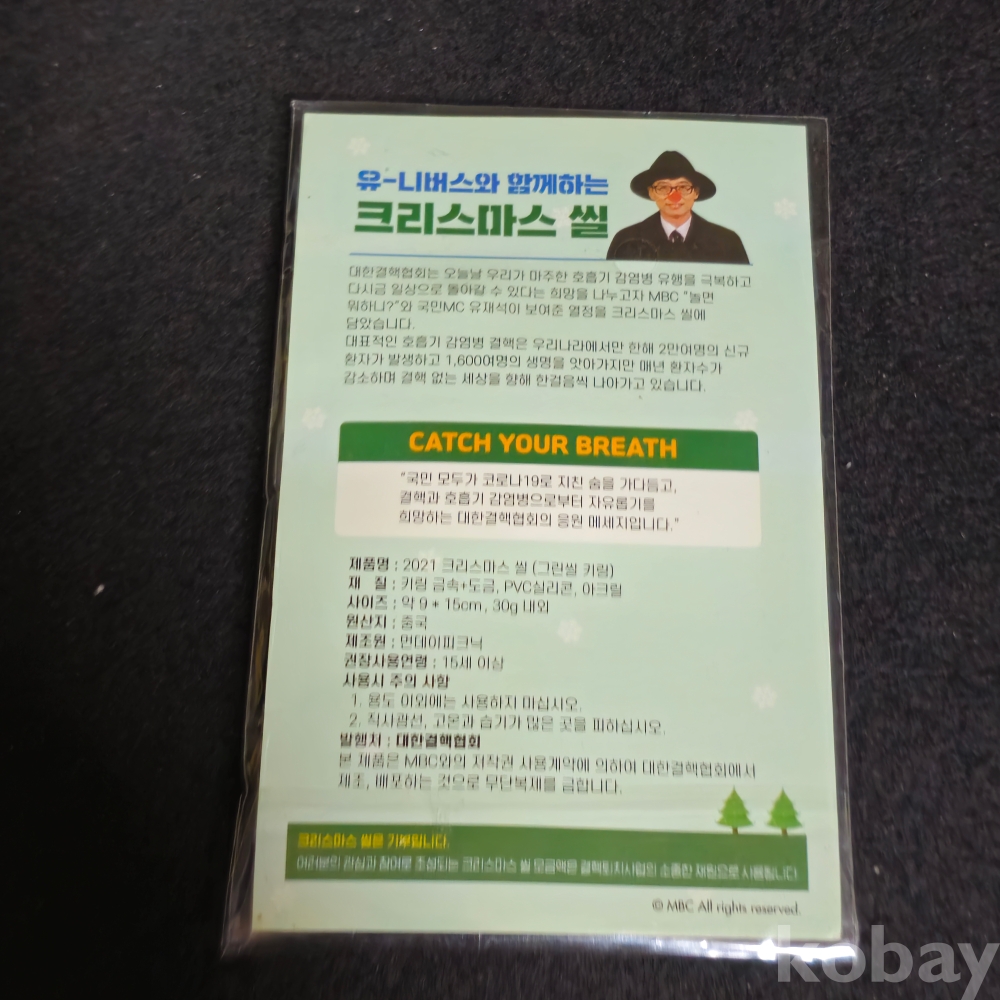 유-니버스와 함께하는
크리스마스 씰
대한결핵협회는 오늘날 우리가 마주한 호흡기 감염병 유행을 극복하고
다시금 일상으로 돌아갈 수 있다는 희망을 나누고자 MBC "놀면
뭐하니?"와 국민MC 유재석이 보여준 열정을 크리스마스 씰에
담았습니다.
대표적인 호흡기 감염병 결핵은 우리나라에서만 한해 2만여명의 신규
환자가 발생하고 1,600여명의 생명을 앗아가지만 매년 환자수가
감소하며 결핵 없는 세상을 향해 한걸음씩 나아가고 있습니다.
CATCH YOUR BREATH
"국민 모두가 코로나19로 지친 숨을 가다듬고,
결핵과 호흡기 감염병으로부터 자유롭기를
희망하는 대한결핵협회의 응원 메세지입니다."
제품명 : 2021 크리스마스 씰 (그린씰 키링)
재 질 : 키링 금속+도금, PVC실리콘, 아크릴
사이즈 : 약 9 * 15cm, 30g 내외
원산지 : 중국
제조원 : 먼데이피크닉
권장사용연령 : 15세 이상
사용시 주의 사항
1. 용도 이외에는 사용하지 마십시오.
2. 직사광선, 고온과 습기가 많은 곳을 피하십시오.
발행처 : 대한결핵협회
본 제품은 MBC와의 저작권 사용계약에 의하여 대한결핵협회에서
제조, 배포하는 것으로 무단복제를 금합니다.
크리스마스 씰은 기부입니다.
여러분의 관심과 참여로 조성되는 크리스마스 씰 모금액은 결핵퇴치사업의 소중한 재원으로 사용됩니다.
© MBC All rights reserved.
kobay